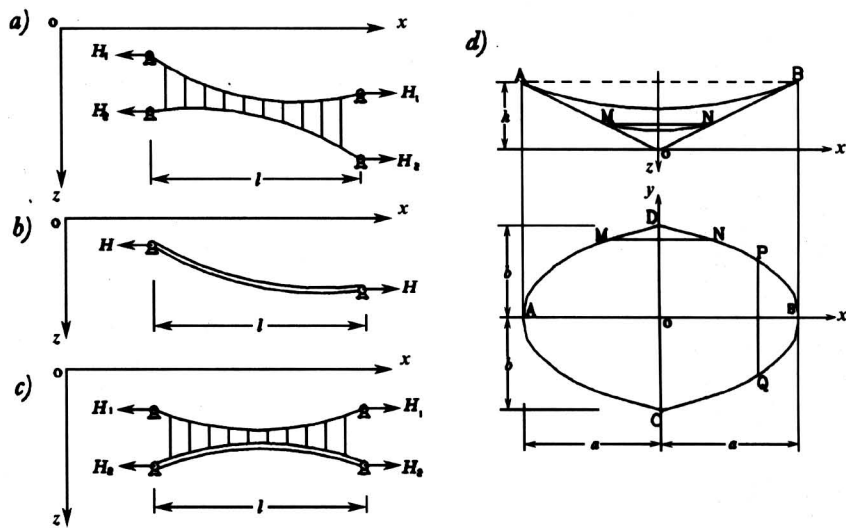 a)
o
x
H₁
H₁
H₂
H₂
l
z
b)
o
x
H
H
l
z
c)
o
x
H₁
H₁
H₂
H₂
l
z
d)
A
B
h
M
N
o
x
z
y
D
M
N
P
b
A
B
o
x
b
Q
C
a
a